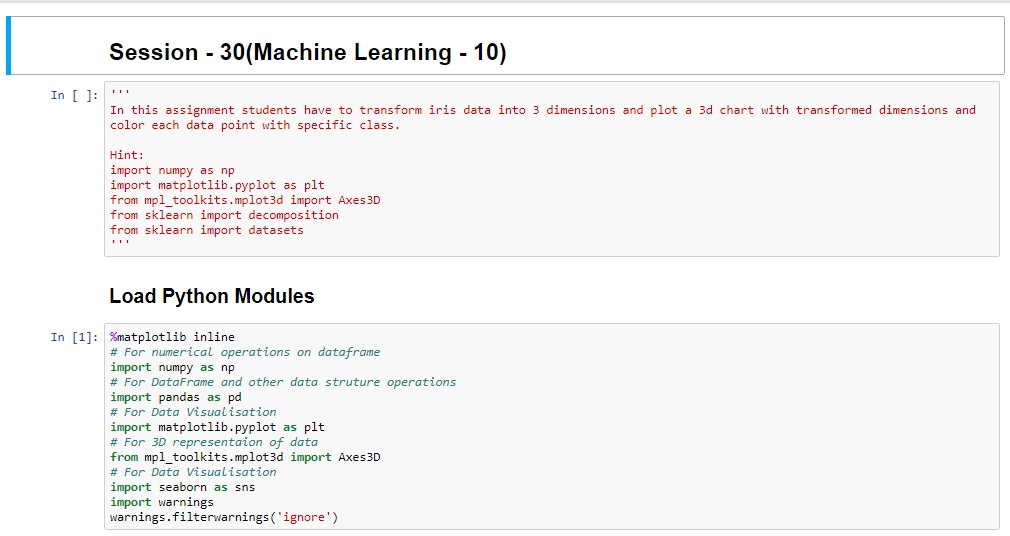 Session - 30(Machine Learning - 10)
In [ ]: '''
In this assignment students have to transform iris data into 3 dimensions and plot a 3d chart with transformed dimensions and
color each data point with specific class.
Hint:
import numpy as np
import matplotlib.pyplot as plt
from mpl_toolkits.mplot3d import Axes3D
from sklearn import decomposition
from sklearn import datasets
'''
Load Python Modules
In [1]: %matplotlib inline
# For numerical operations on dataframe
import numpy as np
# For DataFrame and other data struture operations
import pandas as pd
# For Data Visualisation
import matplotlib.pyplot as plt
# For 3D representaion of data
from mpl_toolkits.mplot3d import Axes3D
# For Data Visualisation
import seaborn as sns
import warnings
warnings.filterwarnings('ignore')